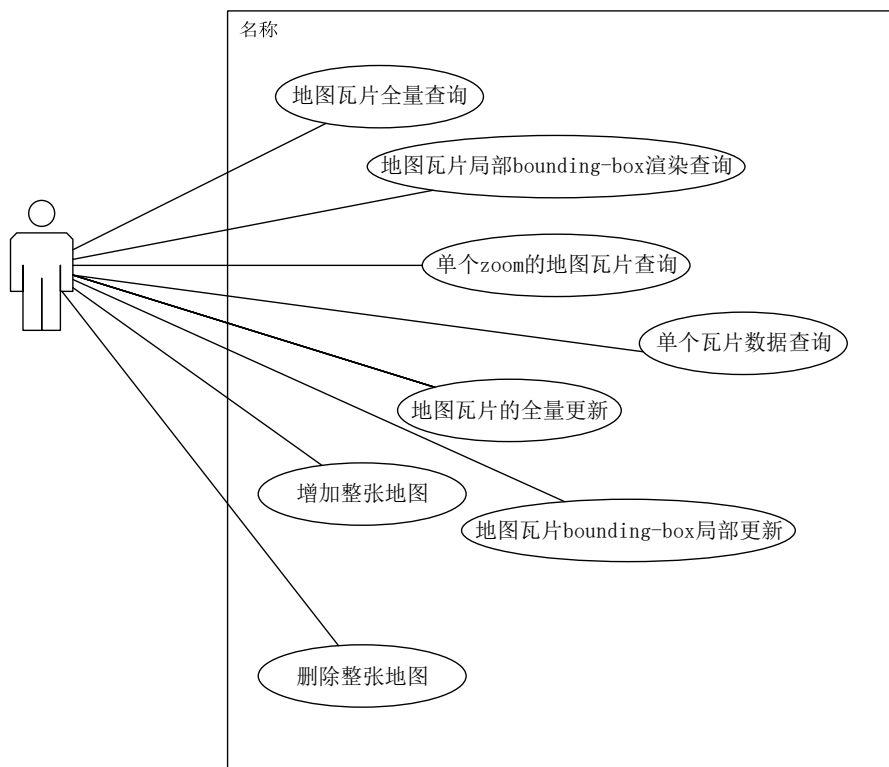 名称
地图瓦片全量查询
地图瓦片局部bounding-box渲染查询
单个zoom的地图瓦片查询
单个瓦片数据查询
地图瓦片的全量更新
增加整张地图
地图瓦片bounding-box局部更新
删除整张地图